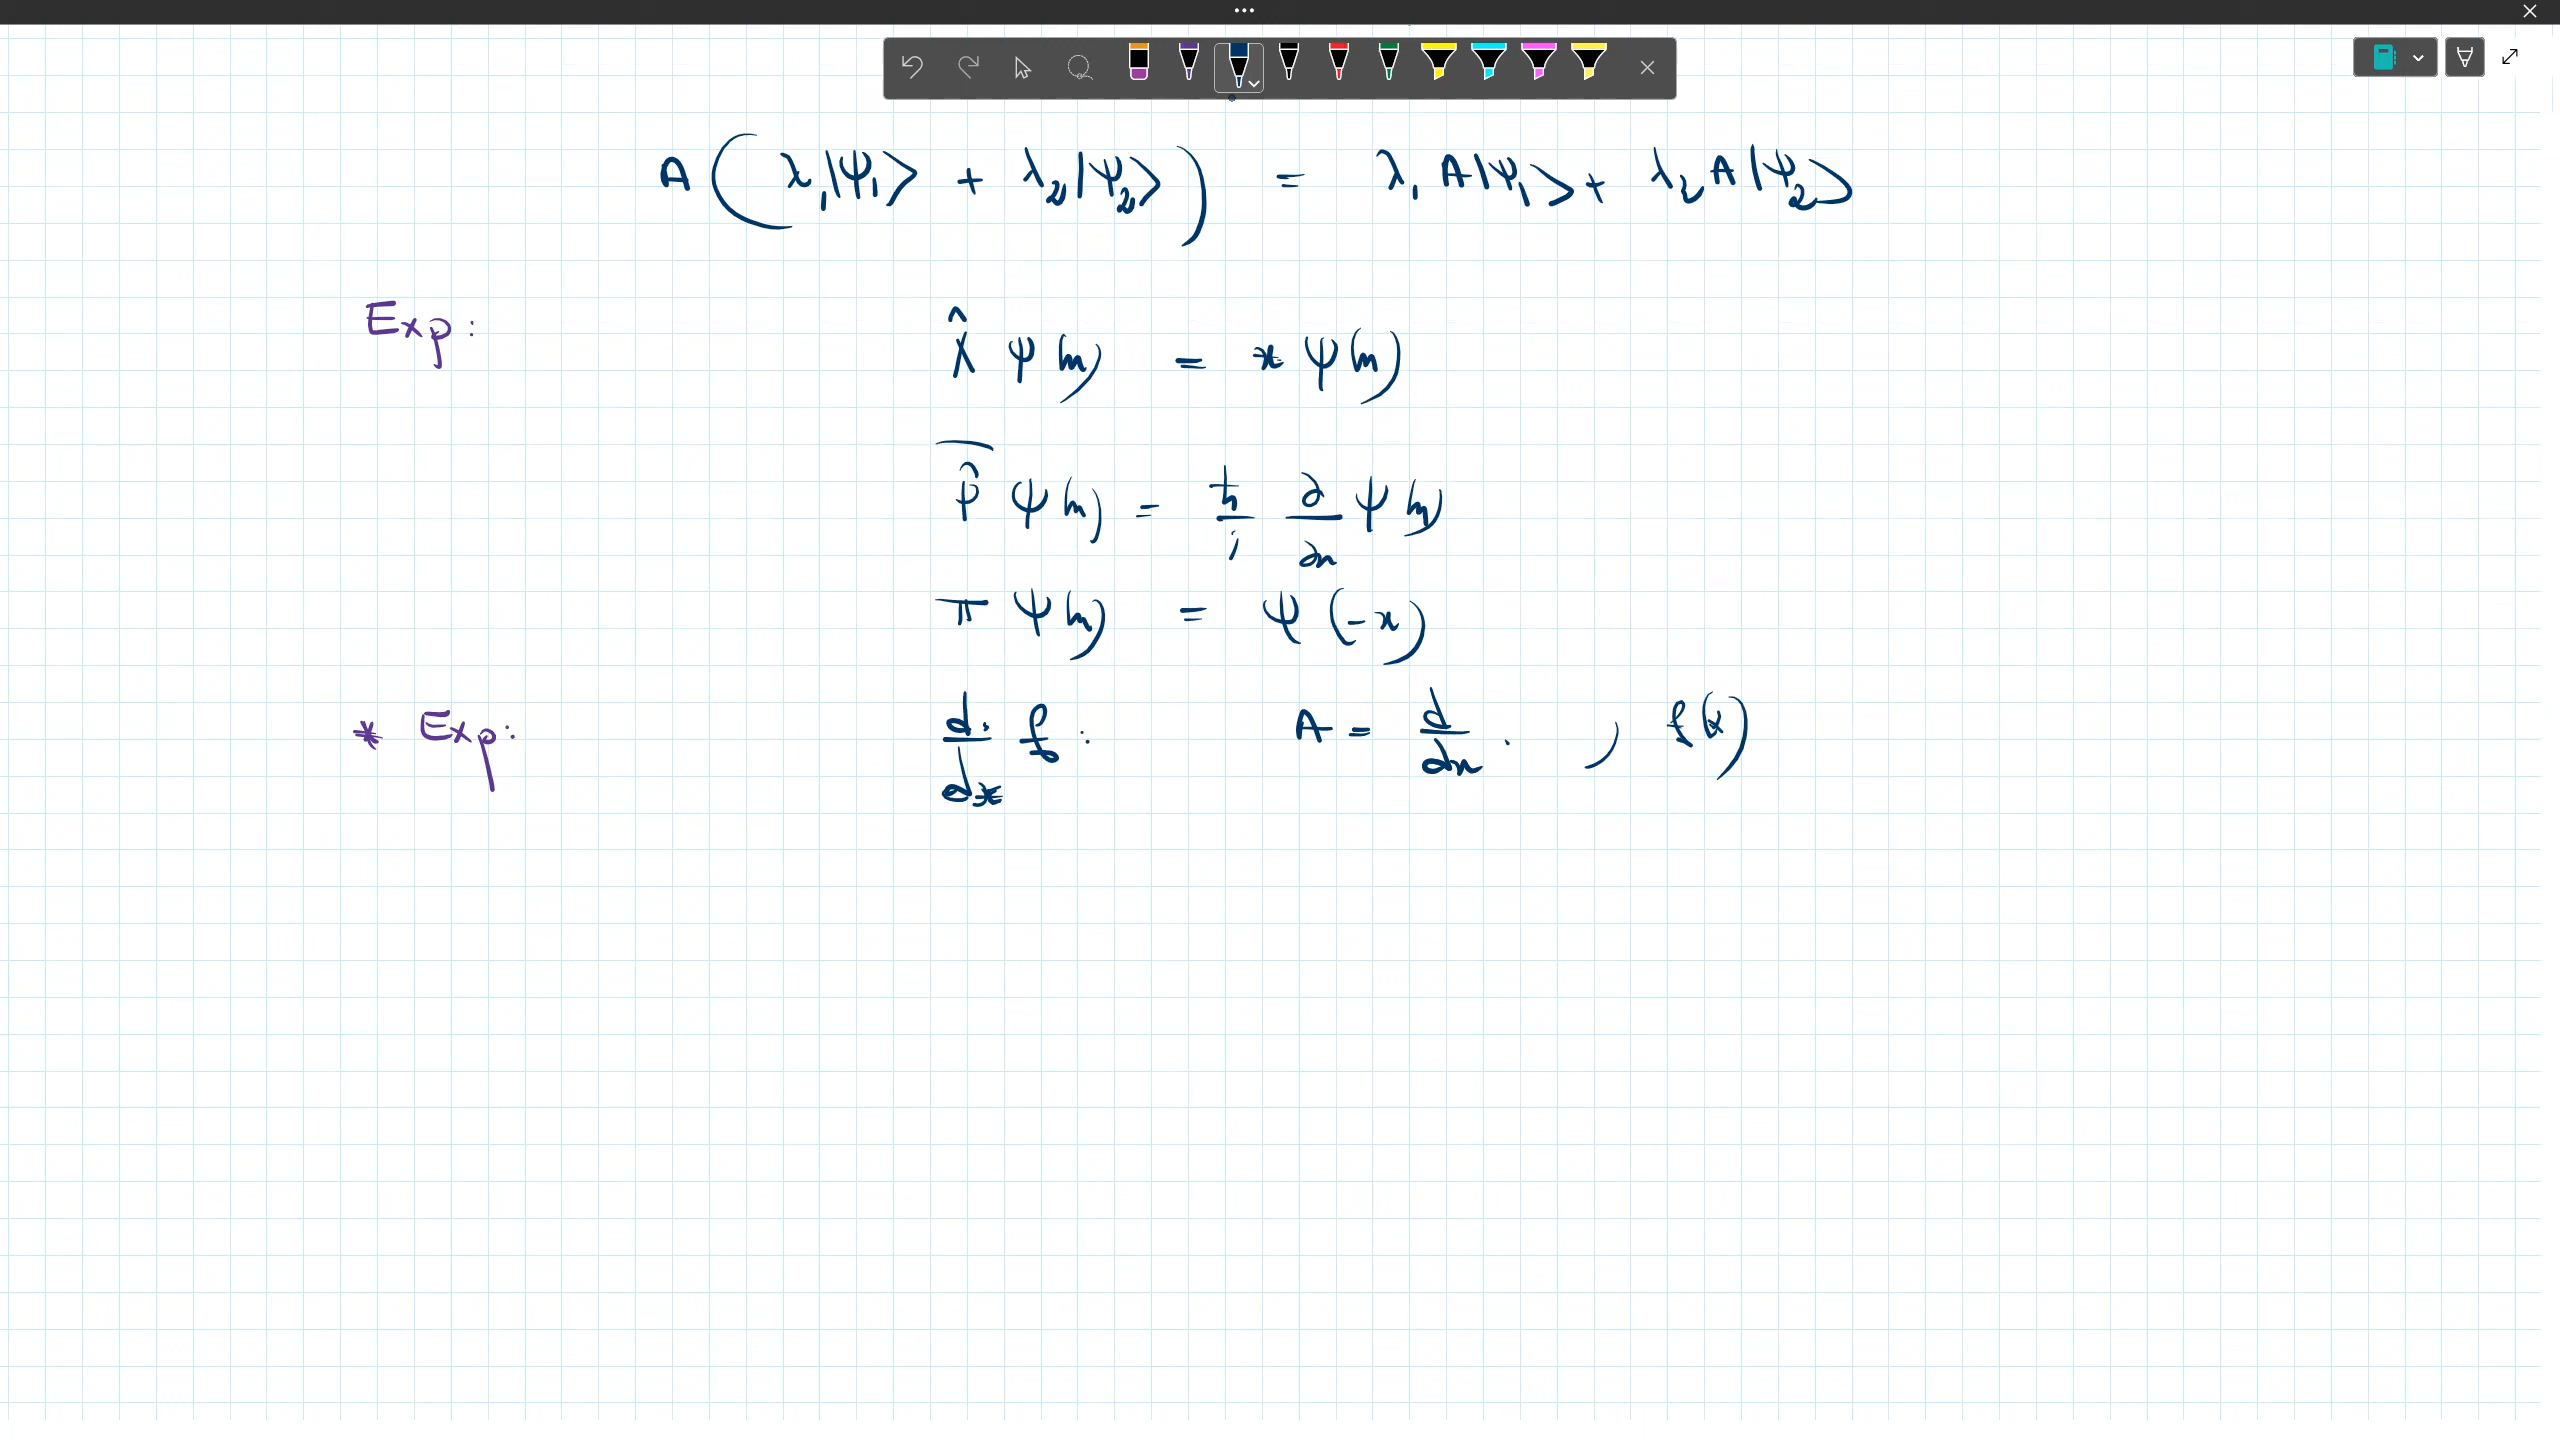 A ( λ₁|Ψ₁⟩ + λ₂|Ψ₂⟩ ) = λ₁ A|Ψ₁⟩ + λ₂ A|Ψ₂⟩
Exp: X̂ Ψ(x) = x Ψ(x)
P̂ Ψ(x) = ħ/i ∂/∂x Ψ(x)
π Ψ(x) = Ψ(-x)
* Exp: d/dx f : A = d/dx . , f(x)